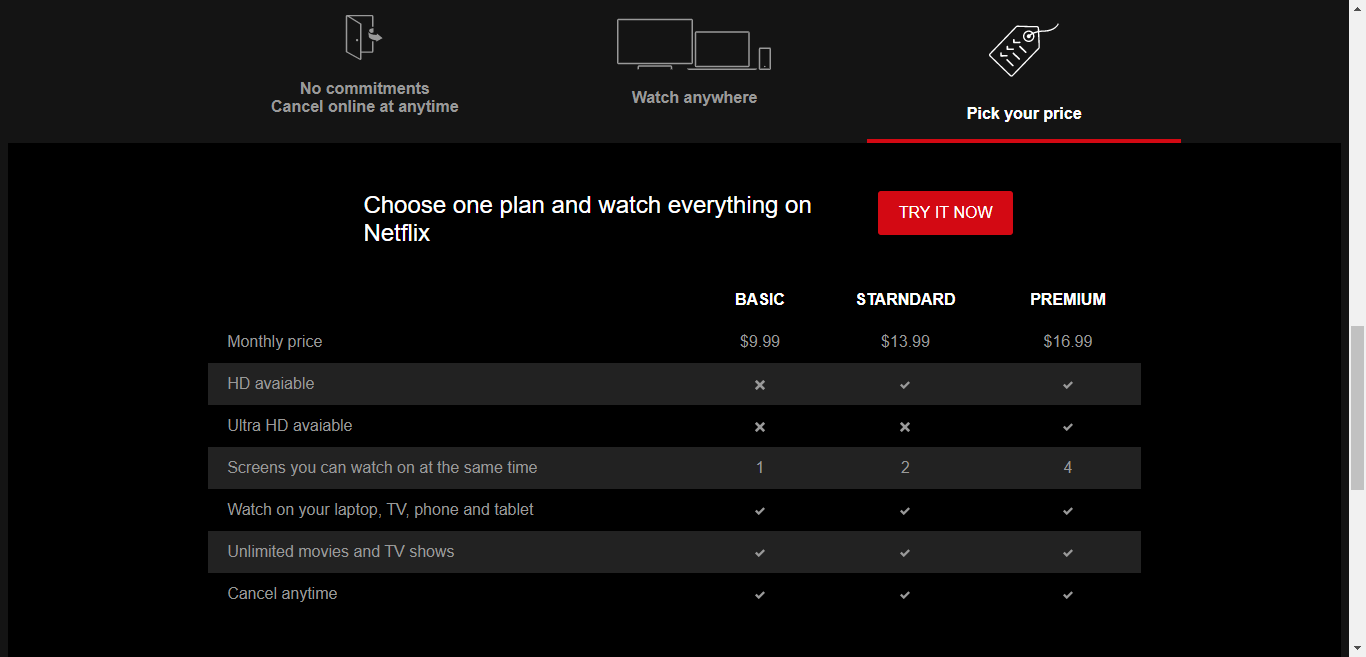 No commitments
Cancel online at anytime
Watch anywhere
Pick your price
Choose one plan and watch everything on
Netflix
TRY IT NOW
BASIC STARNDARD PREMIUM
Monthly price $9.99 $13.99 $16.99
HD avaiable
Ultra HD avaiable
Screens you can watch on at the same time 1 2 4
Watch on your laptop, TV, phone and tablet
Unlimited movies and TV shows
Cancel anytime